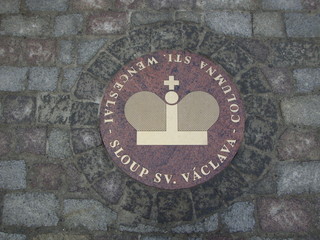 COLUMNA STI. WENCESLAI - SLOUP SV. VÁCLAVA -